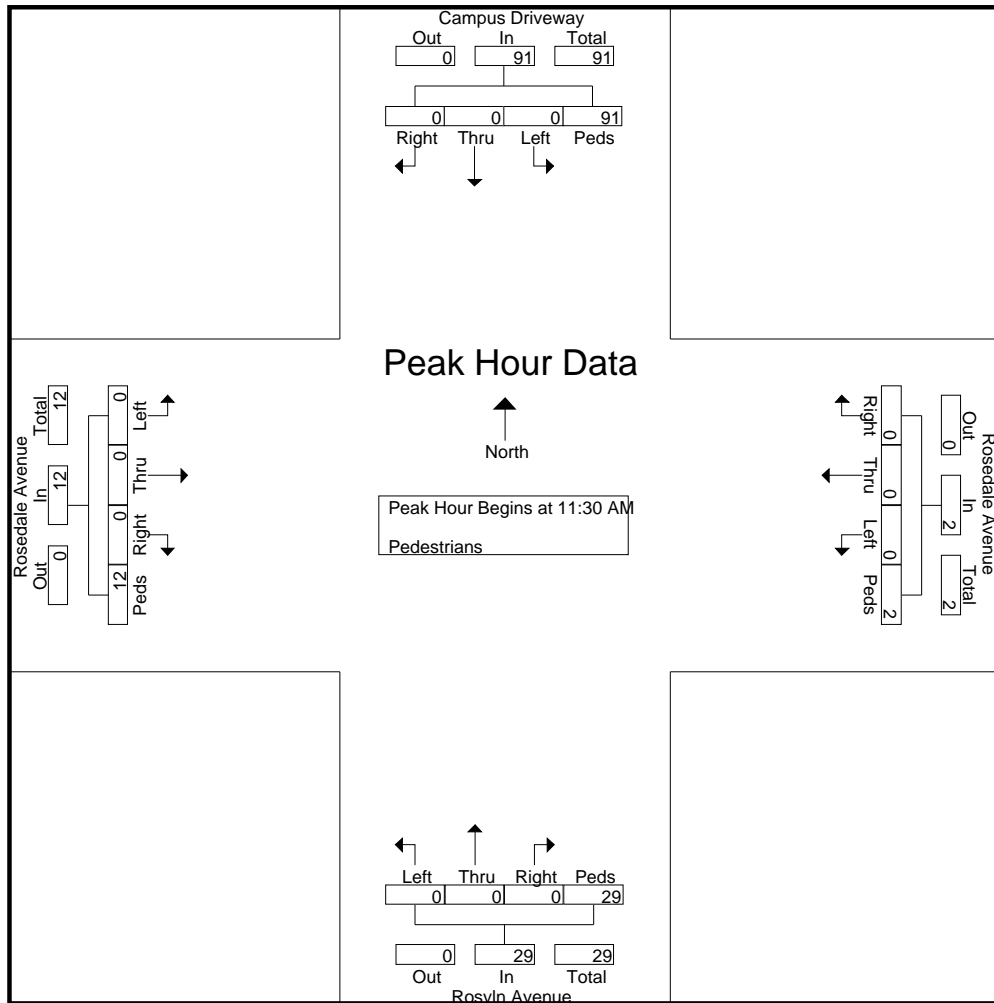 Campus Driveway
Out In Total
0 91 91
0 0 0 91
Right Thru Left Peds
Peak Hour Data
North
Peak Hour Begins at 11:30 AM
Pedestrians
Rosedale Avenue
Total In Out
12 12 0
0 0 0 12
Left Thru Right Peds
Rosedale Avenue
Out In Total
0 2 2
0 0 0 2
Right Thru Left Peds
Left Thru Right Peds
0 0 0 29
0 29 29
Out In Total
Rosyln Avenue